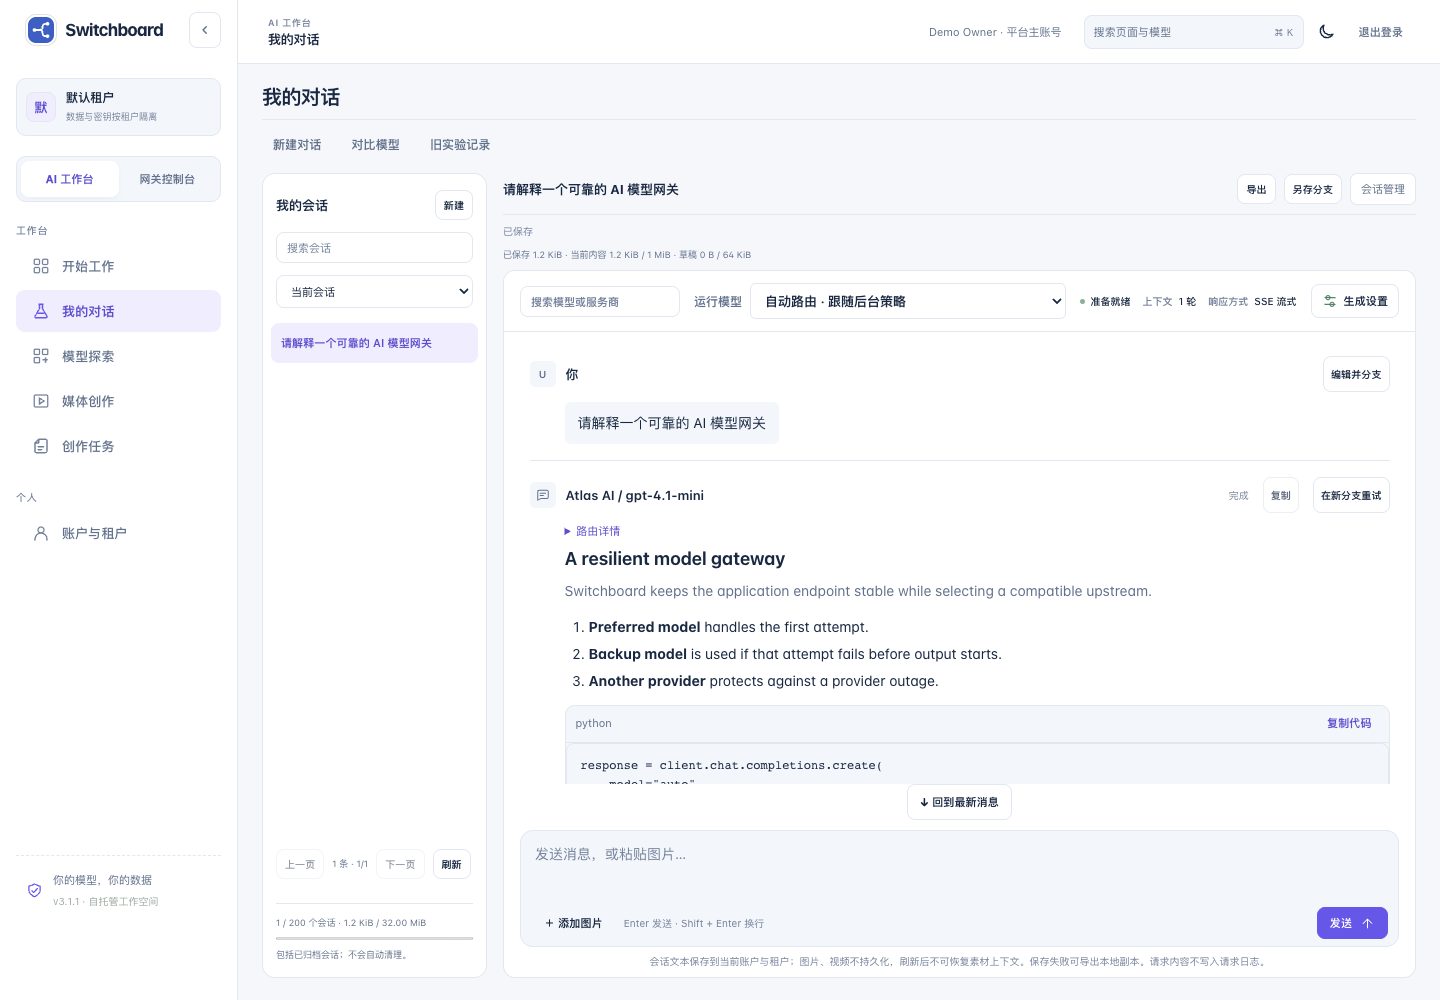 Switchboard
默
默认租户
数据与密钥按租户隔离
AI 工作台
网关控制台
工作台
开始工作
我的对话
模型探索
媒体创作
创作任务
个人
账户与租户
你的模型，你的数据
v3.1.1 · 自托管工作空间
AI 工作台
我的对话
Demo Owner · 平台主账号
搜索页面与模型
⌘ K
退出登录
我的对话
新建对话
对比模型
旧实验记录
我的会话
新建
搜索会话
当前会话
请解释一个可靠的 AI 模型网关
上一页
1 条 · 1/1
下一页
刷新
1 / 200 个会话 · 1.2 KiB / 32.00 MiB
包括已归档会话；不会自动清理。
请解释一个可靠的 AI 模型网关
导出
另存分支
会话管理
已保存
已保存 1.2 KiB · 当前内容 1.2 KiB / 1 MiB · 草稿 0 B / 64 KiB
搜索模型或服务商
运行模型
自动路由 · 跟随后台策略
准备就绪
上下文 1 轮
响应方式 SSE 流式
生成设置
U
你
编辑并分支
请解释一个可靠的 AI 模型网关
Atlas AI / gpt-4.1-mini
完成
复制
在新分支重试
▶ 路由详情
A resilient model gateway
Switchboard keeps the application endpoint stable while selecting a compatible upstream.
1. Preferred model handles the first attempt.
2. Backup model is used if that attempt fails before output starts.
3. Another provider protects against a provider outage.
python
复制代码
response = client.chat.completions.create(
model="auto"
↓ 回到最新消息
发送消息，或粘贴图片...
+ 添加图片
Enter 发送 · Shift + Enter 换行
发送 ↑
会话文本保存到当前账户与租户；图片、视频不持久化，刷新后不可恢复素材上下文。保存失败可导出本地副本。请求内容不写入请求日志。